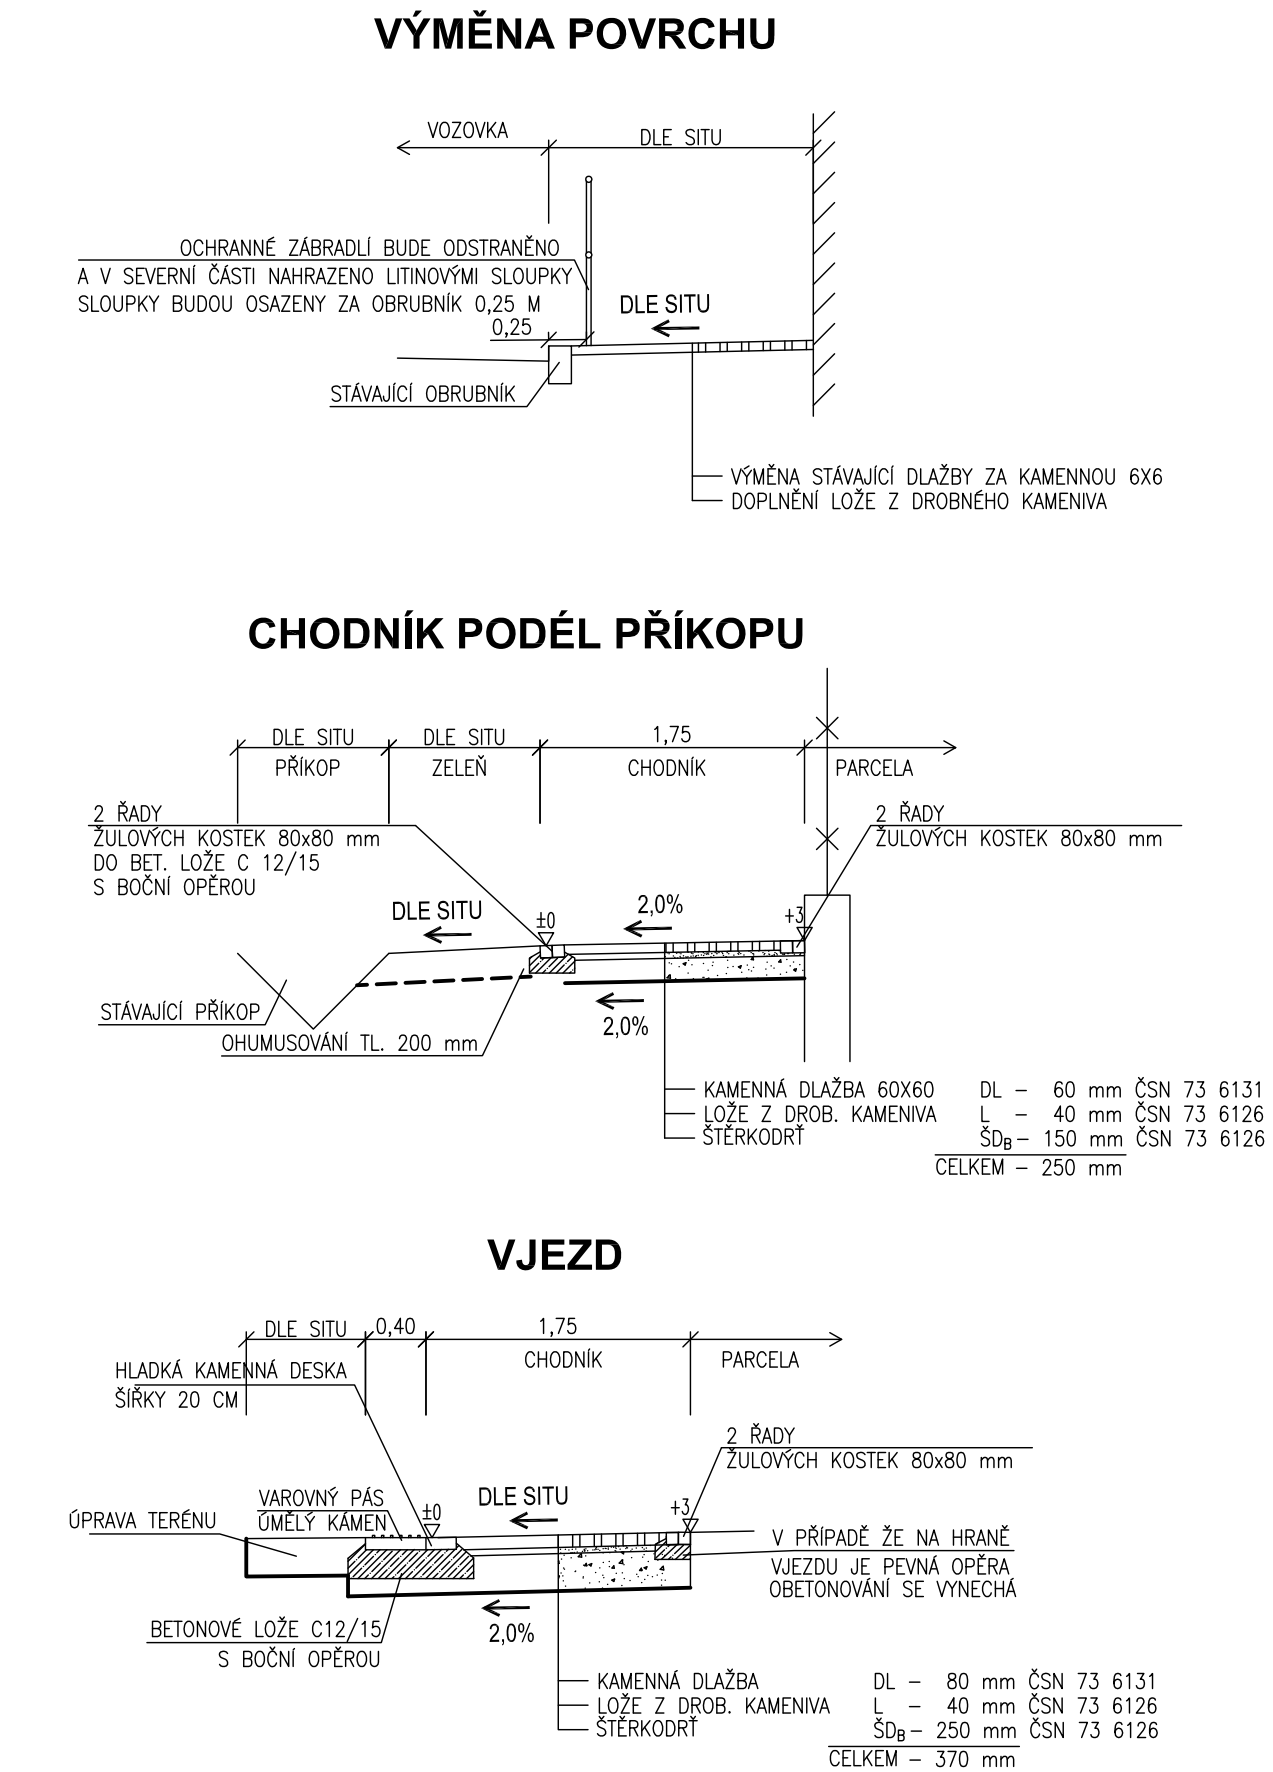 VÝMĚNA POVRCHU
VOZOVKA
DLE SITU
OCHRANNÉ ZÁBRADLÍ BUDE ODSTRANĚNO
A V SEVERNÍ ČÁSTI NAHRAZENO LITINOVÝMI SLOUPKY
SLOUPKY BUDOU OSAZENY ZA OBRUBNÍK 0,25 M
DLE SITU
0,25
STÁVAJÍCÍ OBRUBNÍK
VÝMĚNA STÁVAJÍCÍ DLAŽBY ZA KAMENNOU 6X6
DOPLNĚNÍ LOŽE Z DROBNÉHO KAMENIVA
CHODNÍK PODÉL PŘÍKOPU
DLE SITU DLE SITU 1,75
PŘÍKOP ZELEŇ CHODNÍK PARCELA
2 ŘADY
ŽULOVÝCH KOSTEK 80x80 mm
DO BET. LOŽE C 12/15
S BOČNÍ OPĚROU
2 ŘADY
ŽULOVÝCH KOSTEK 80x80 mm
DLE SITU
±0
2,0%
+3
STÁVAJÍCÍ PŘÍKOP
2,0%
OHUMUSOVÁNÍ TL. 200 mm
KAMENNÁ DLAŽBA 60X60 DL – 60 mm ČSN 73 6131
LOŽE Z DROB. KAMENIVA L – 40 mm ČSN 73 6126
ŠTĚRKODRŤ ŠDB – 150 mm ČSN 73 6126
CELKEM – 250 mm
VJEZD
DLE SITU 0,40 1,75
CHODNÍK PARCELA
HLADKÁ KAMENNÁ DESKA
ŠÍŘKY 20 CM
2 ŘADY
ŽULOVÝCH KOSTEK 80x80 mm
VAROVNÝ PÁS
ÚMĚLÝ KÁMEN
±0
DLE SITU
+3
ÚPRAVA TERÉNU
V PŘÍPADĚ ŽE NA HRANĚ
VJEZDU JE PEVNÁ OPĚRA
OBETONOVÁNÍ SE VYNECHÁ
BETONOVÉ LOŽE C12/15
S BOČNÍ OPĚROU
2,0%
KAMENNÁ DLAŽBA DL – 80 mm ČSN 73 6131
LOŽE Z DROB. KAMENIVA L – 40 mm ČSN 73 6126
ŠTĚRKODRŤ ŠDB – 250 mm ČSN 73 6126
CELKEM – 370 mm